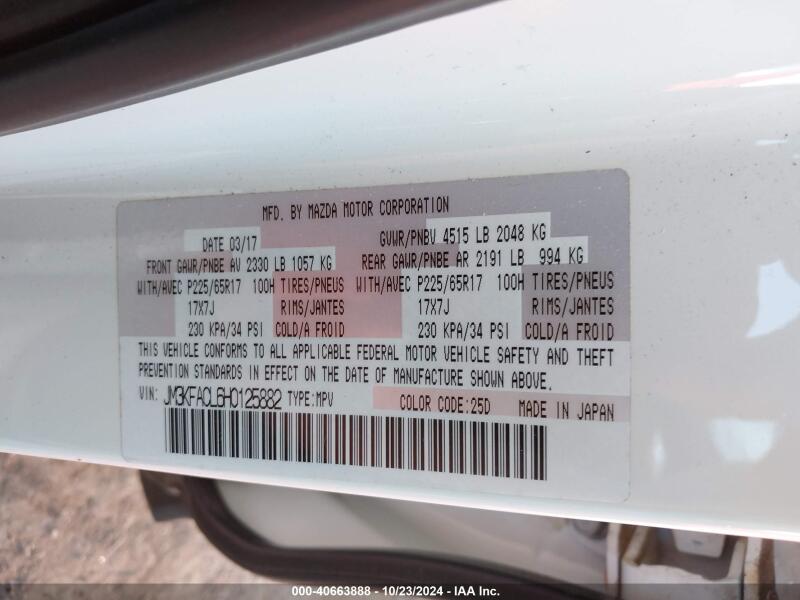 MFD. BY MAZDA MOTOR CORPORATION
DATE 03/17 GVWR/PNBV 4515 LB 2048 KG
FRONT GAWR/PNBE AV 2330 LB 1057 KG REAR GAWR/PNBE AR 2191 LB 994 KG
WITH/AVEC P225/65R17 100H TIRES/PNEUS WITH/AVEC P225/65R17 100H TIRES/PNEUS
17X7J RIMS/JANTES 17X7J RIMS/JANTES
230 KPA/34 PSI COLD/A FROID 230 KPA/34 PSI COLD/A FROID
THIS VEHICLE CONFORMS TO ALL APPLICABLE FEDERAL MOTOR VEHICLE SAFETY AND THEFT
PREVENTION STANDARDS IN EFFECT ON THE DATE OF MANUFACTURE SHOWN ABOVE.
VIN: JM3KFACL6H0125882 TYPE:MPV COLOR CODE:25D MADE IN JAPAN
000-40663888 - 10/23/2024 - IAA Inc.